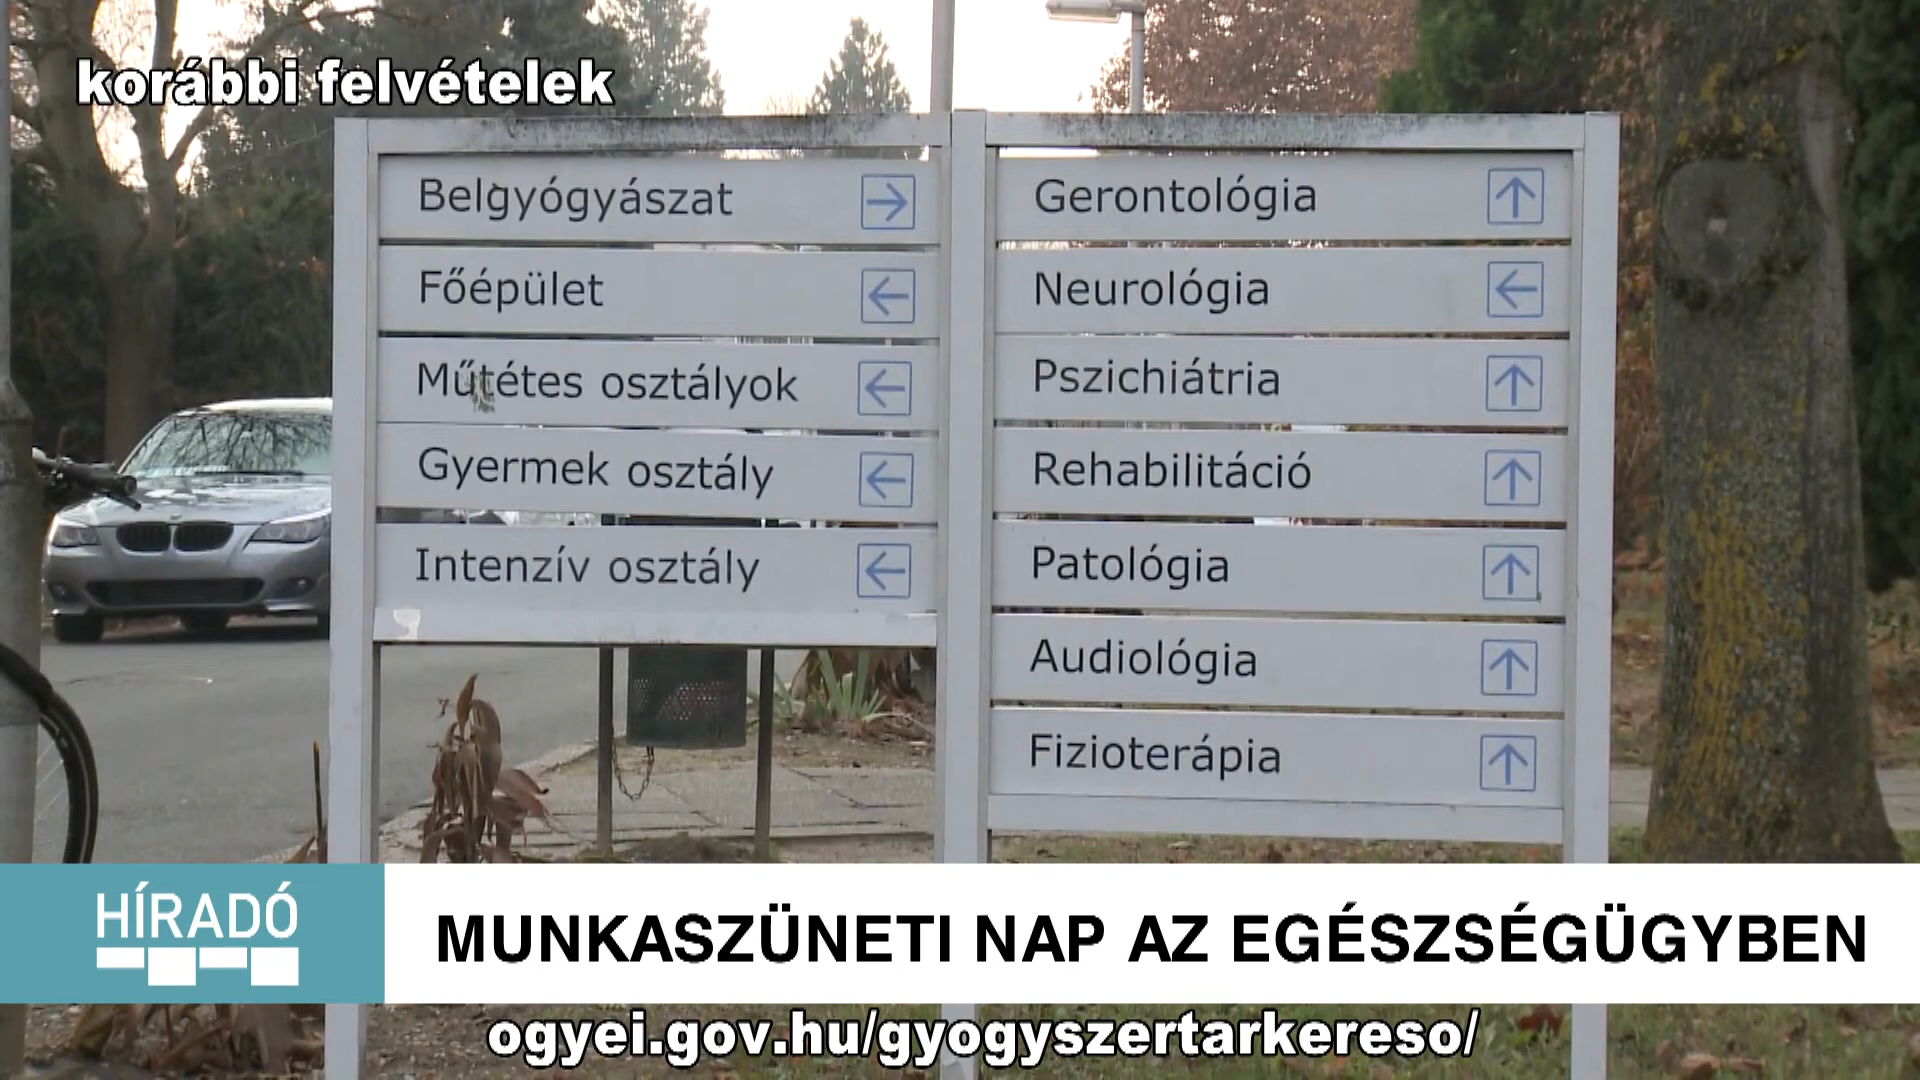 korábbi felvételek
Belgyógyászat
Főépület
Műtétes osztályok
Gyermek osztály
Intenzív osztály
Gerontológia
Neurológia
Pszichiátria
Rehabilitáció
Patológia
Audiológia
Fizioterápia
HÍRADÓ
MUNKASZÜNETI NAP AZ EGÉSZSÉGÜGYBEN
ogyei.gov.hu/gyogyszertarkereso/